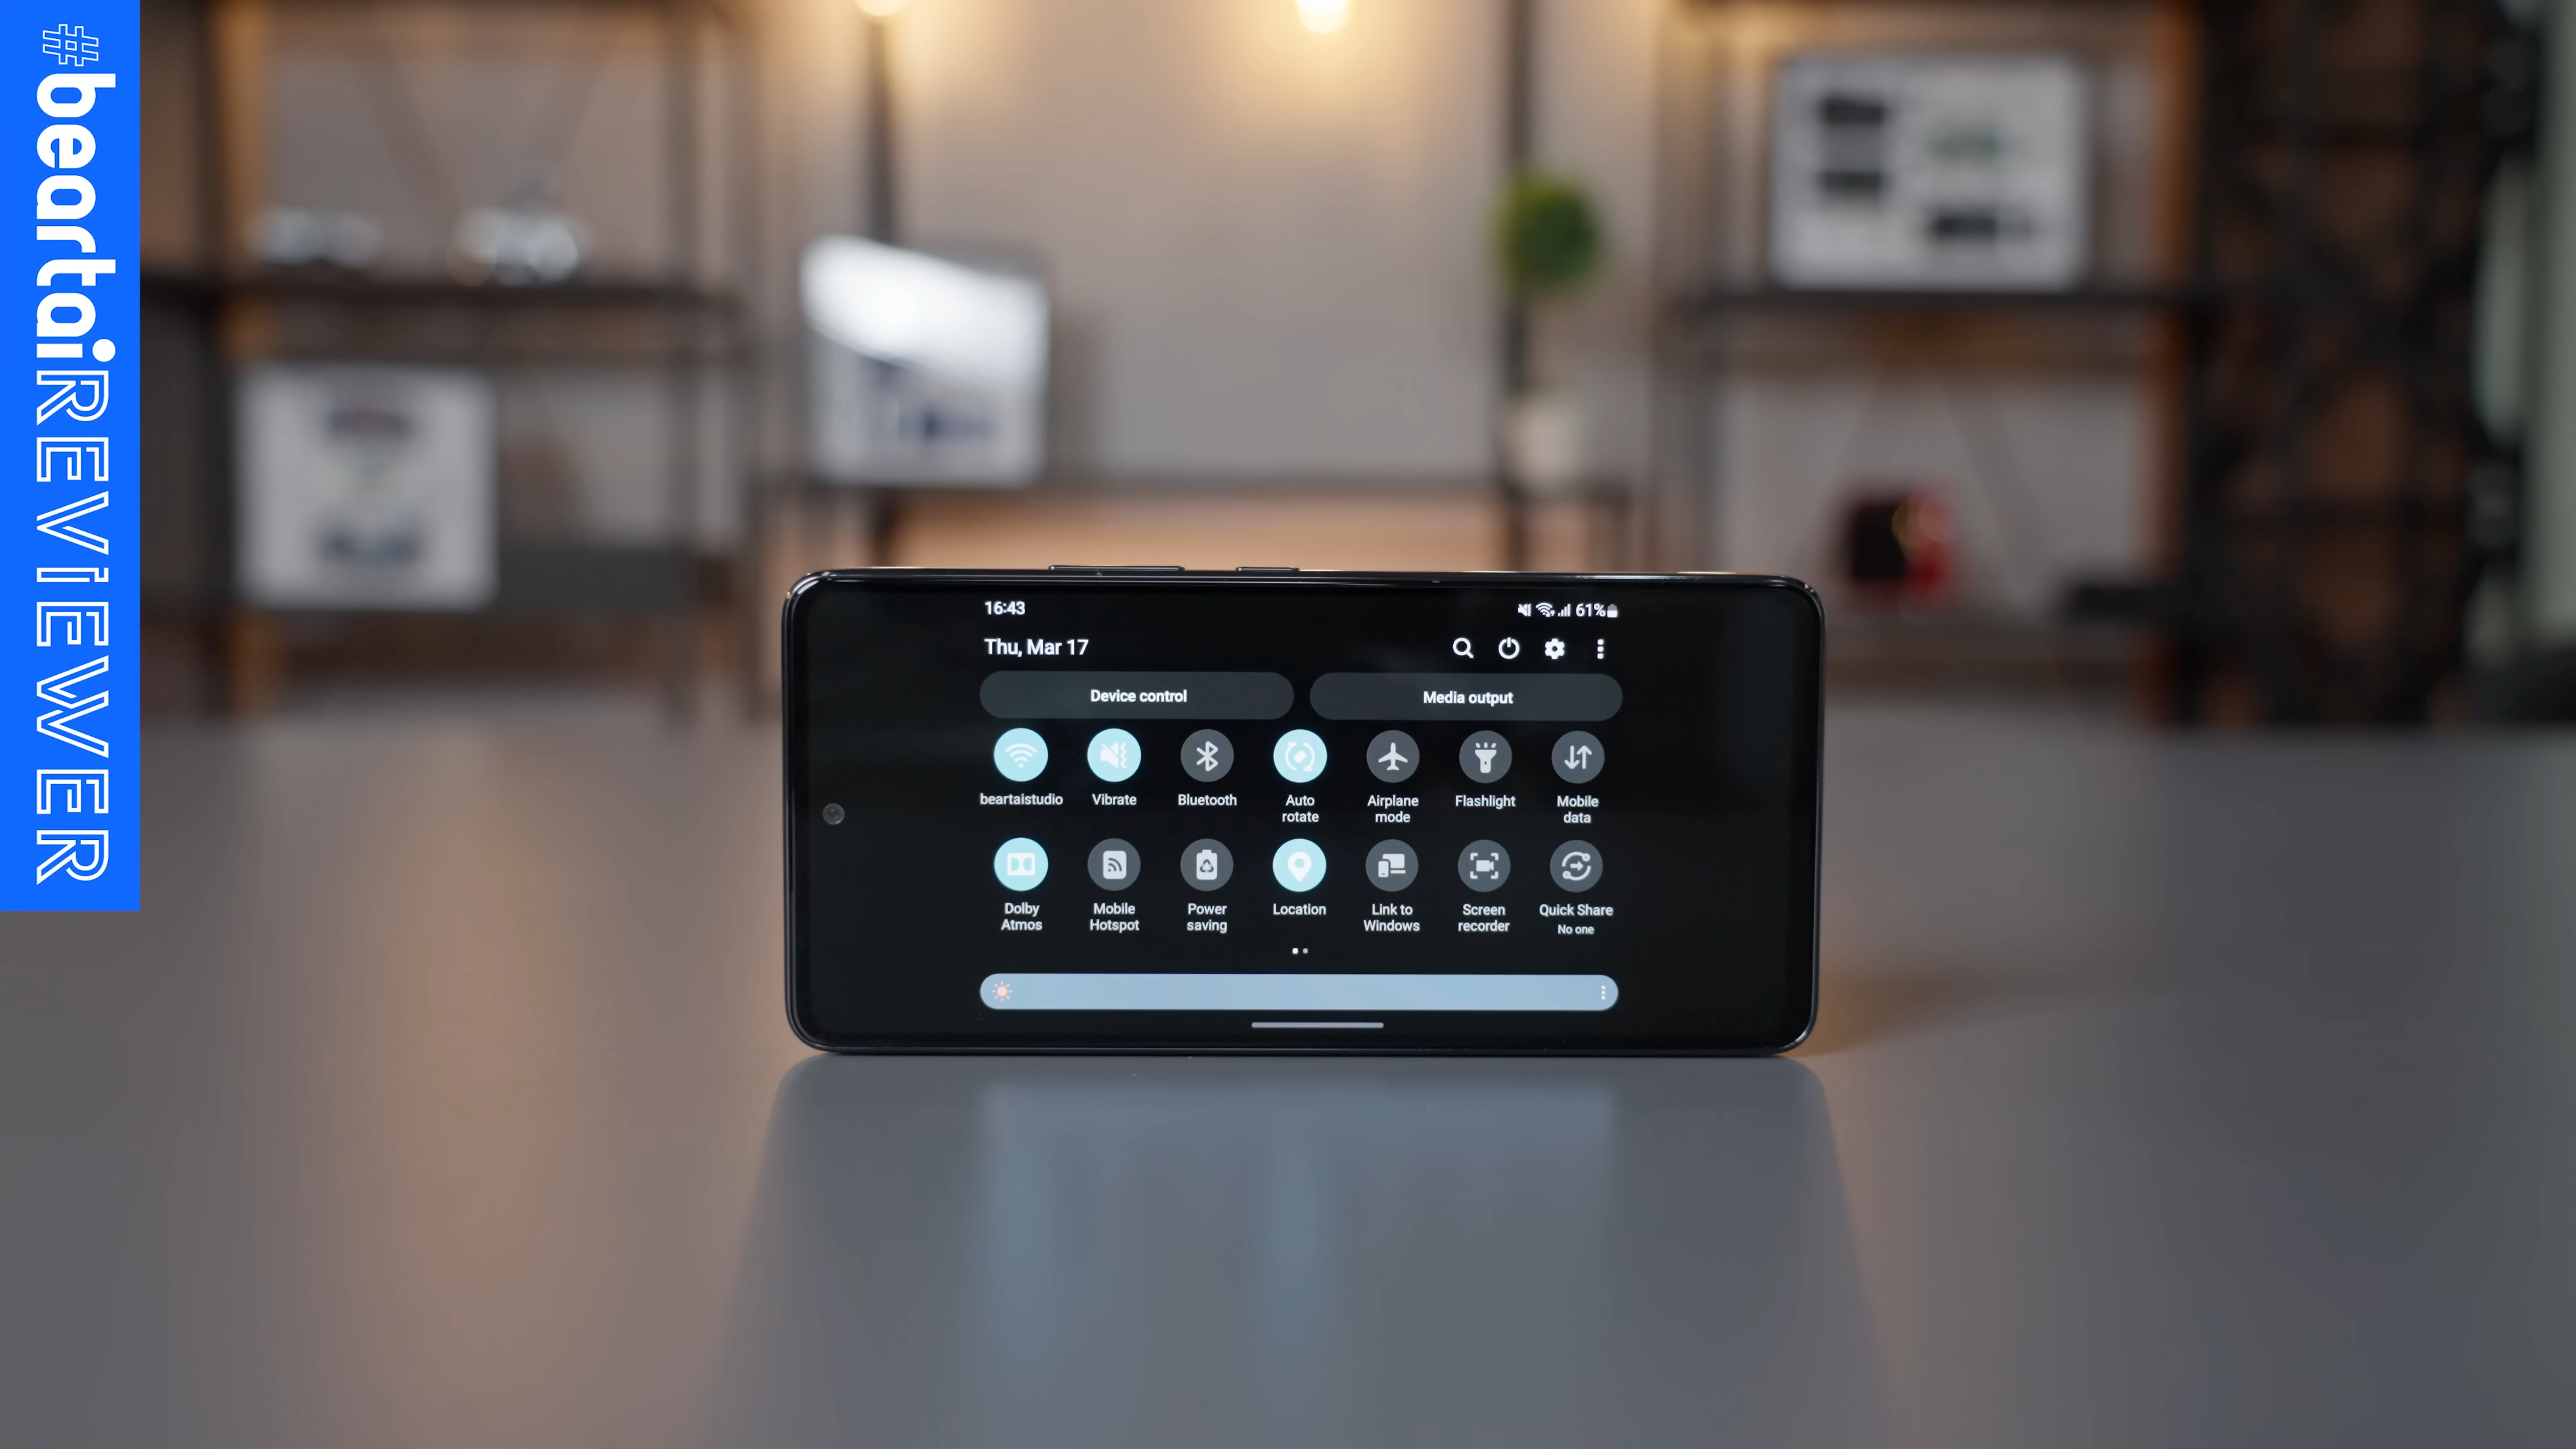 #beartaiREVIEWER
16:43
61%
Thu, Mar 17
Device control
Media output
beartaistudio
Vibrate
Bluetooth
Auto
rotate
Airplane
mode
Flashlight
Mobile
data
Dolby
Atmos
Mobile
Hotspot
Power
saving
Location
Link to
Windows
Screen
recorder
Quick Share
No one